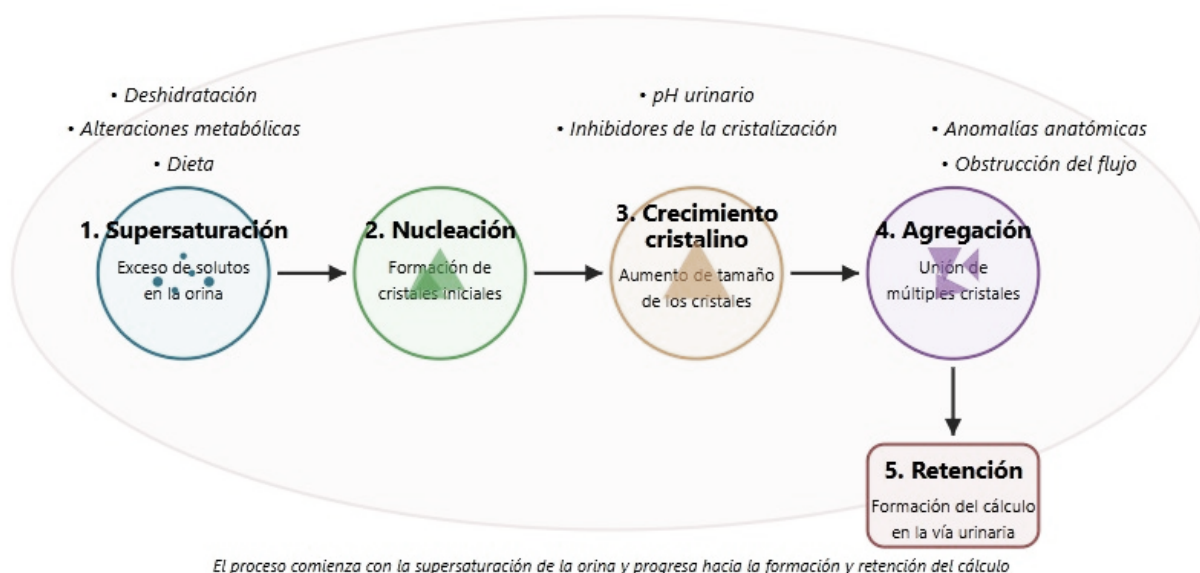 • Deshidratación
• Alteraciones metabólicas
• Dieta
• pH urinario
• Inhibidores de la cristalización
• Anomalías anatómicas
• Obstrucción del flujo
1. Supersaturación
Exceso de solutos
en la orina
2. Nucleación
Formación de
cristales iniciales
3. Crecimiento
cristalino
Aumento de tamaño
de los cristales
4. Agregación
Unión de
múltiples cristales
5. Retención
Formación del cálculo
en la vía urinaria
El proceso comienza con la supersaturación de la orina y progresa hacia la formación y retención del cálculo